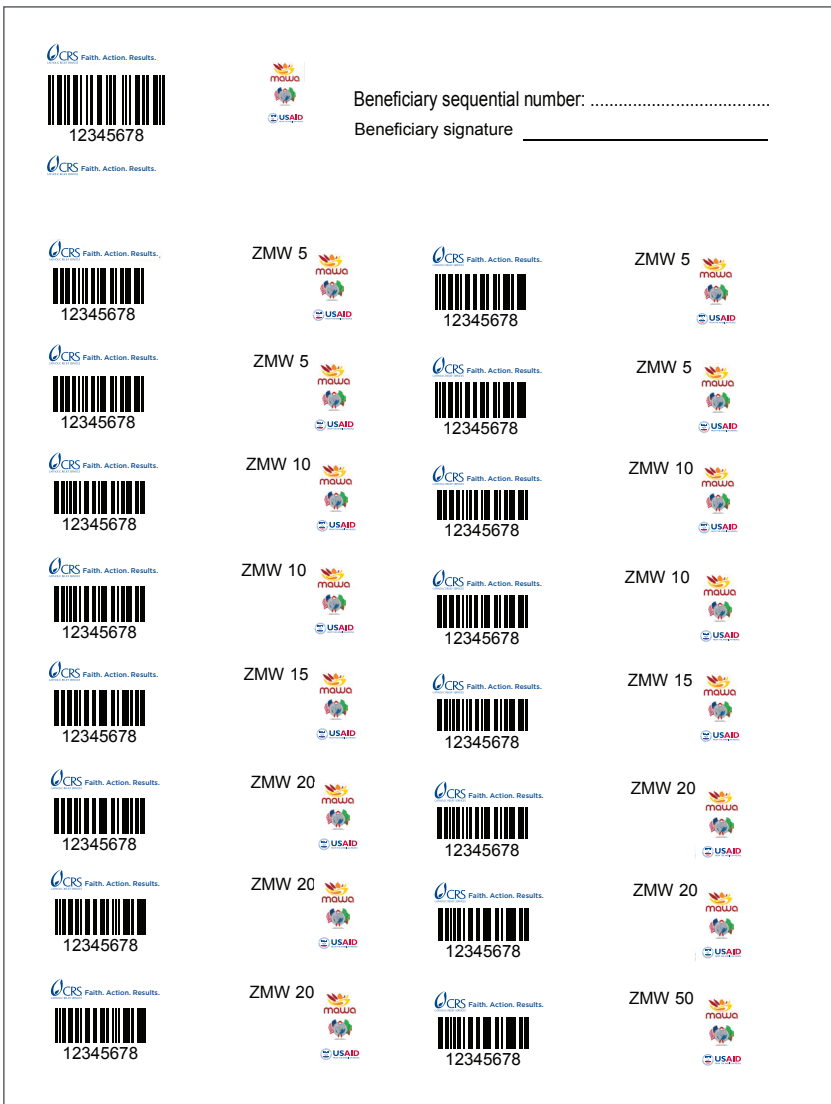 CRS Faith. Action. Results.
12345678
CRS Faith. Action. Results.
mawa
USAID
Beneficiary sequential number: ......................................
Beneficiary signature
CRS Faith. Action. Results.
12345678
ZMW 5
mawa
USAID
CRS Faith. Action. Results.
12345678
ZMW 5
mawa
USAID
CRS Faith. Action. Results.
12345678
ZMW 5
mawa
USAID
CRS Faith. Action. Results.
12345678
ZMW 5
mawa
USAID
CRS Faith. Action. Results.
12345678
ZMW 10
mawa
USAID
CRS Faith. Action. Results.
12345678
ZMW 10
mawa
USAID
CRS Faith. Action. Results.
12345678
ZMW 10
mawa
USAID
CRS Faith. Action. Results.
12345678
ZMW 10
mawa
USAID
CRS Faith. Action. Results.
12345678
ZMW 15
mawa
USAID
CRS Faith. Action. Results.
12345678
ZMW 15
mawa
USAID
CRS Faith. Action. Results.
12345678
ZMW 20
mawa
USAID
CRS Faith. Action. Results.
12345678
ZMW 20
mawa
USAID
CRS Faith. Action. Results.
12345678
ZMW 20
mawa
USAID
CRS Faith. Action. Results.
12345678
ZMW 20
mawa
USAID
CRS Faith. Action. Results.
12345678
ZMW 20
mawa
USAID
CRS Faith. Action. Results.
12345678
ZMW 50
mawa
USAID